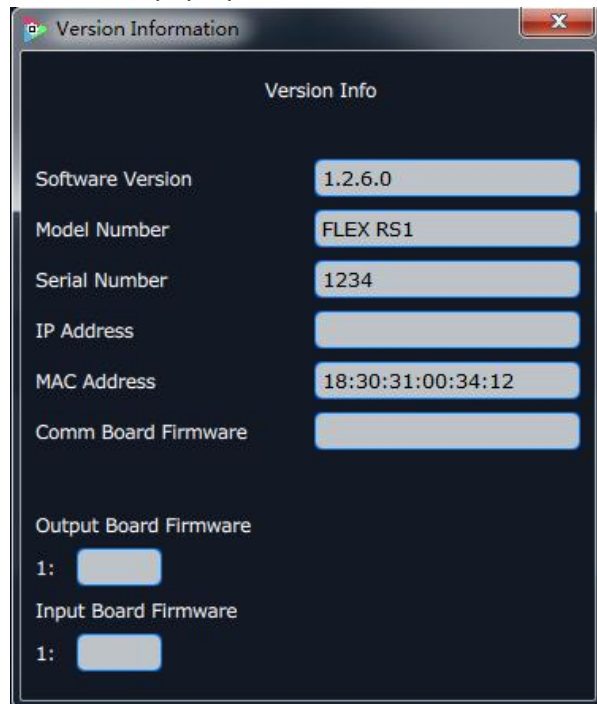 Version Information
Version Info
Software Version 1.2.6.0
Model Number FLEX RS1
Serial Number 1234
IP Address
MAC Address 18:30:31:00:34:12
Comm Board Firmware
Output Board Firmware
1:
Input Board Firmware
1: